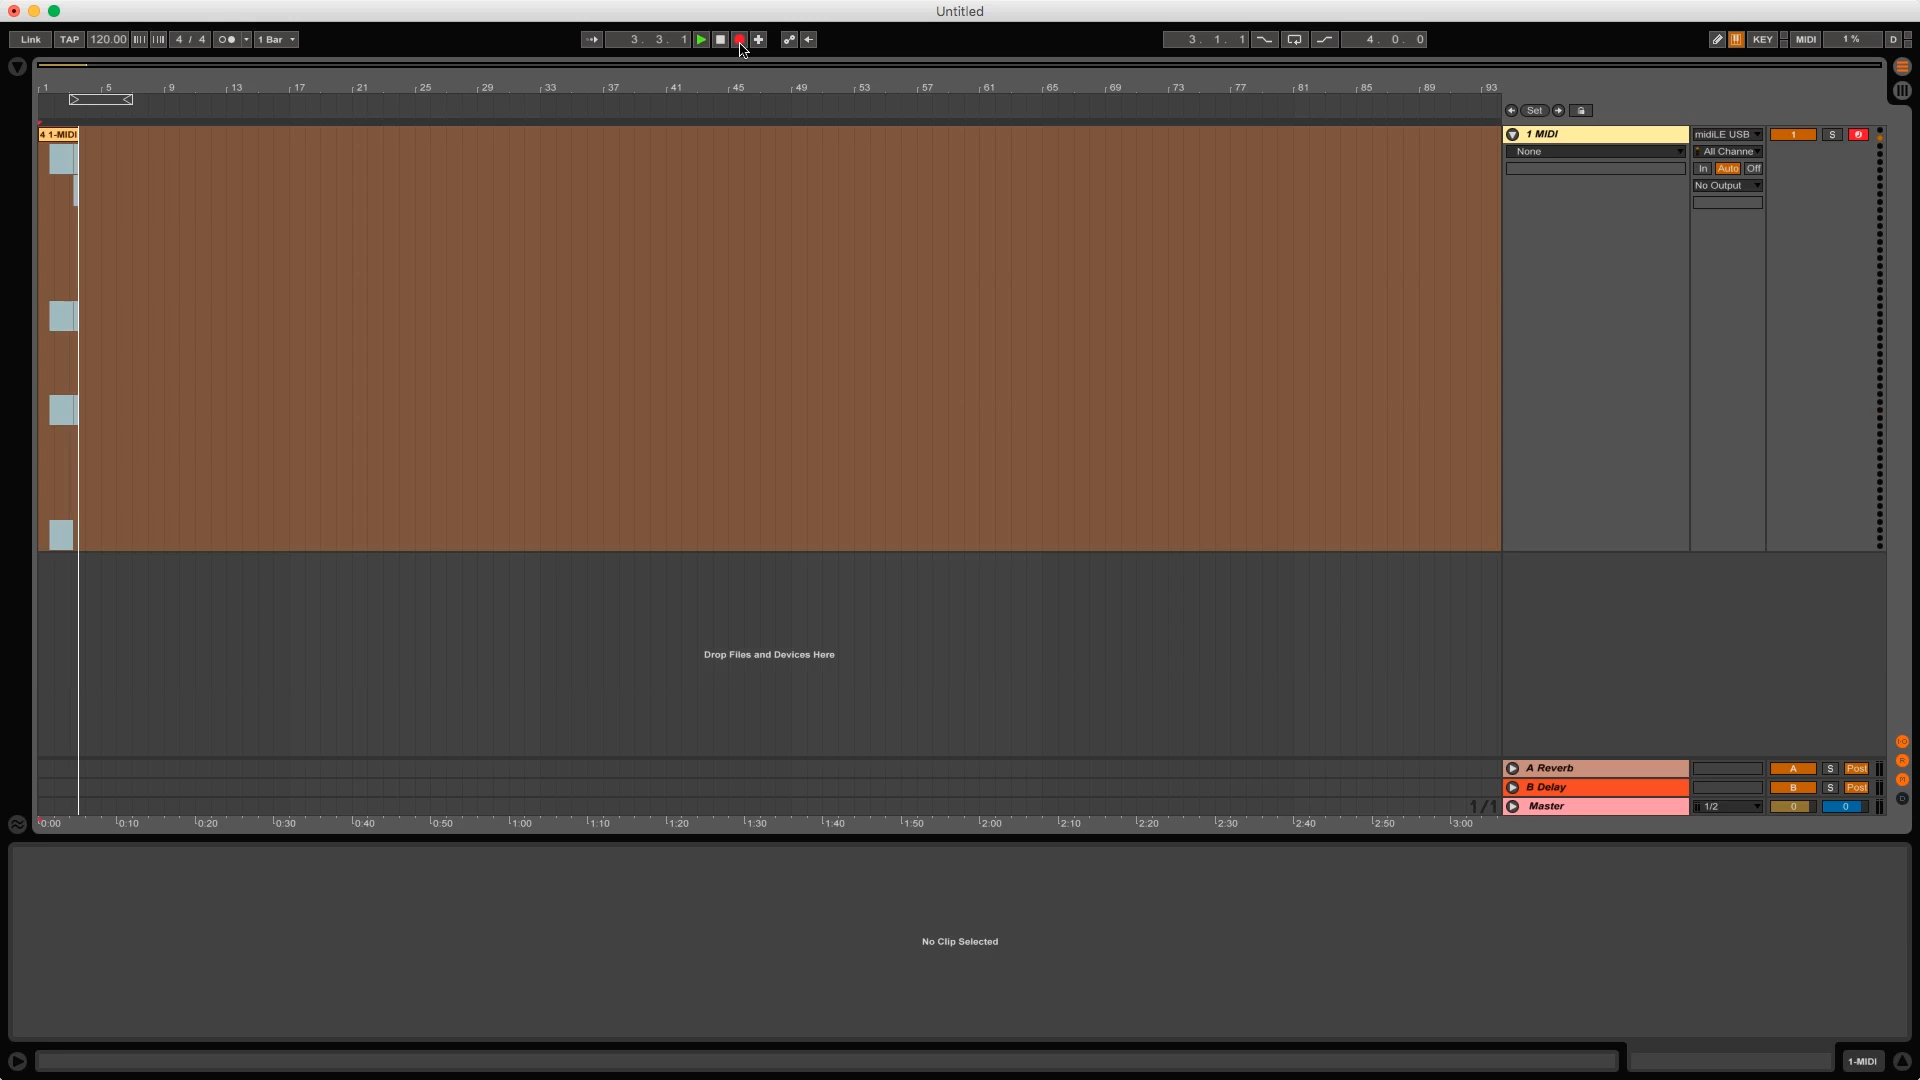 Untitled
Link TAP 120.00 4 / 4 1 Bar 3. 3. 1 3. 1. 1 4. 0. 0 KEY MIDI 1 % D
1 5 9 13 17 21 25 29 33 37 41 45 49 53 57 61 65 69 73 77 81 85 89 93
Set
4 1-MIDI 1 MIDI midiLE USB 1 S
None All Channe
In Auto Off
No Output
Drop Files and Devices Here
A Reverb A S Post
B Delay B S Post
1/1 Master 1/2 0 0
0:00 0:10 0:20 0:30 0:40 0:50 1:00 1:10 1:20 1:30 1:40 1:50 2:00 2:10 2:20 2:30 2:40 2:50 3:00
No Clip Selected
1-MIDI